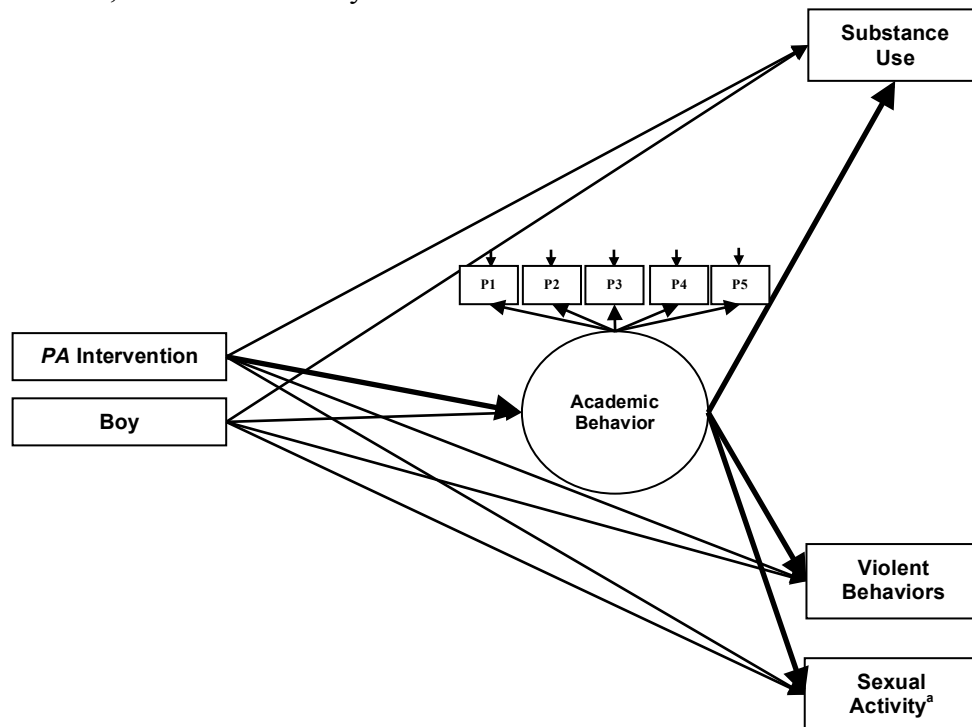 Substance
Use
P1 P2 P3 P4 P5
PA Intervention
Academic
Behavior
Boy
Violent
Behaviors
Sexual
Activityª